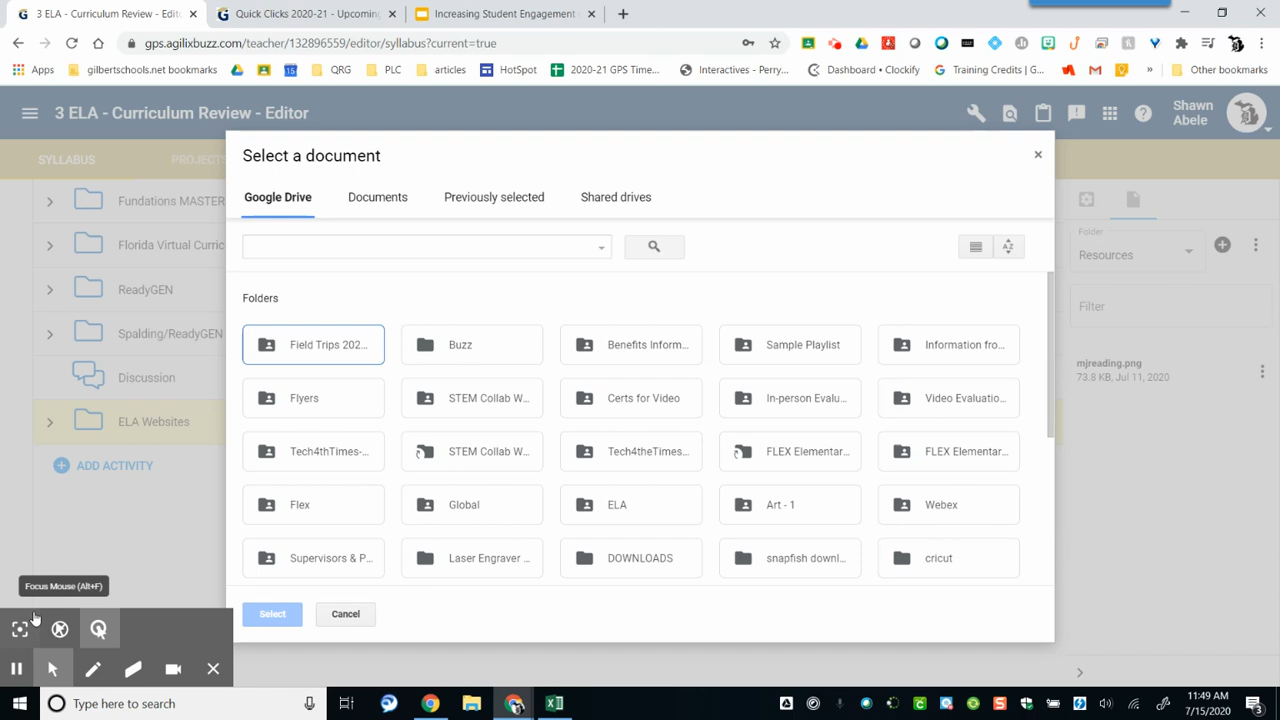 3 ELA - Curriculum Review - Edit
Quick Clicks 2020-21 - Upcoming
Increasing Student Engagement
gps.agilixbuzz.com/teacher/132896559/editor/syllabus?current=true
Apps
gilbertschools.net bookmarks
QRG
PLC
articles
HotSpot
2020-21 GPS Time...
Interactives - Perry...
Dashboard • Clockify
Training Credits | G...
»
Other bookmarks
3 ELA - Curriculum Review - Editor
Shawn
Abele
SYLLABUS
PROJECT
Fundations MASTER
Florida Virtual Curric
ReadyGEN
Spalding/ReadyGEN
Discussion
ELA Websites
ADD ACTIVITY
Select a document
Google Drive
Documents
Previously selected
Shared drives
Folders
Field Trips 202...
Buzz
Benefits Inform...
Sample Playlist
Information fro...
Flyers
STEM Collab W...
Certs for Video
In-person Evalu...
Video Evaluatio...
Tech4thTimes-...
STEM Collab W...
Tech4theTimes...
FLEX Elementar...
FLEX Elementar...
Flex
Global
ELA
Art - 1
Webex
Supervisors & P...
Laser Engraver ...
DOWNLOADS
snapfish downl...
cricut
Select
Cancel
Folder
Resources
Filter
mjreading.png
73.8 KB, Jul 11, 2020
Focus Mouse (Alt+F)
Type here to search
11:49 AM
7/15/2020
3